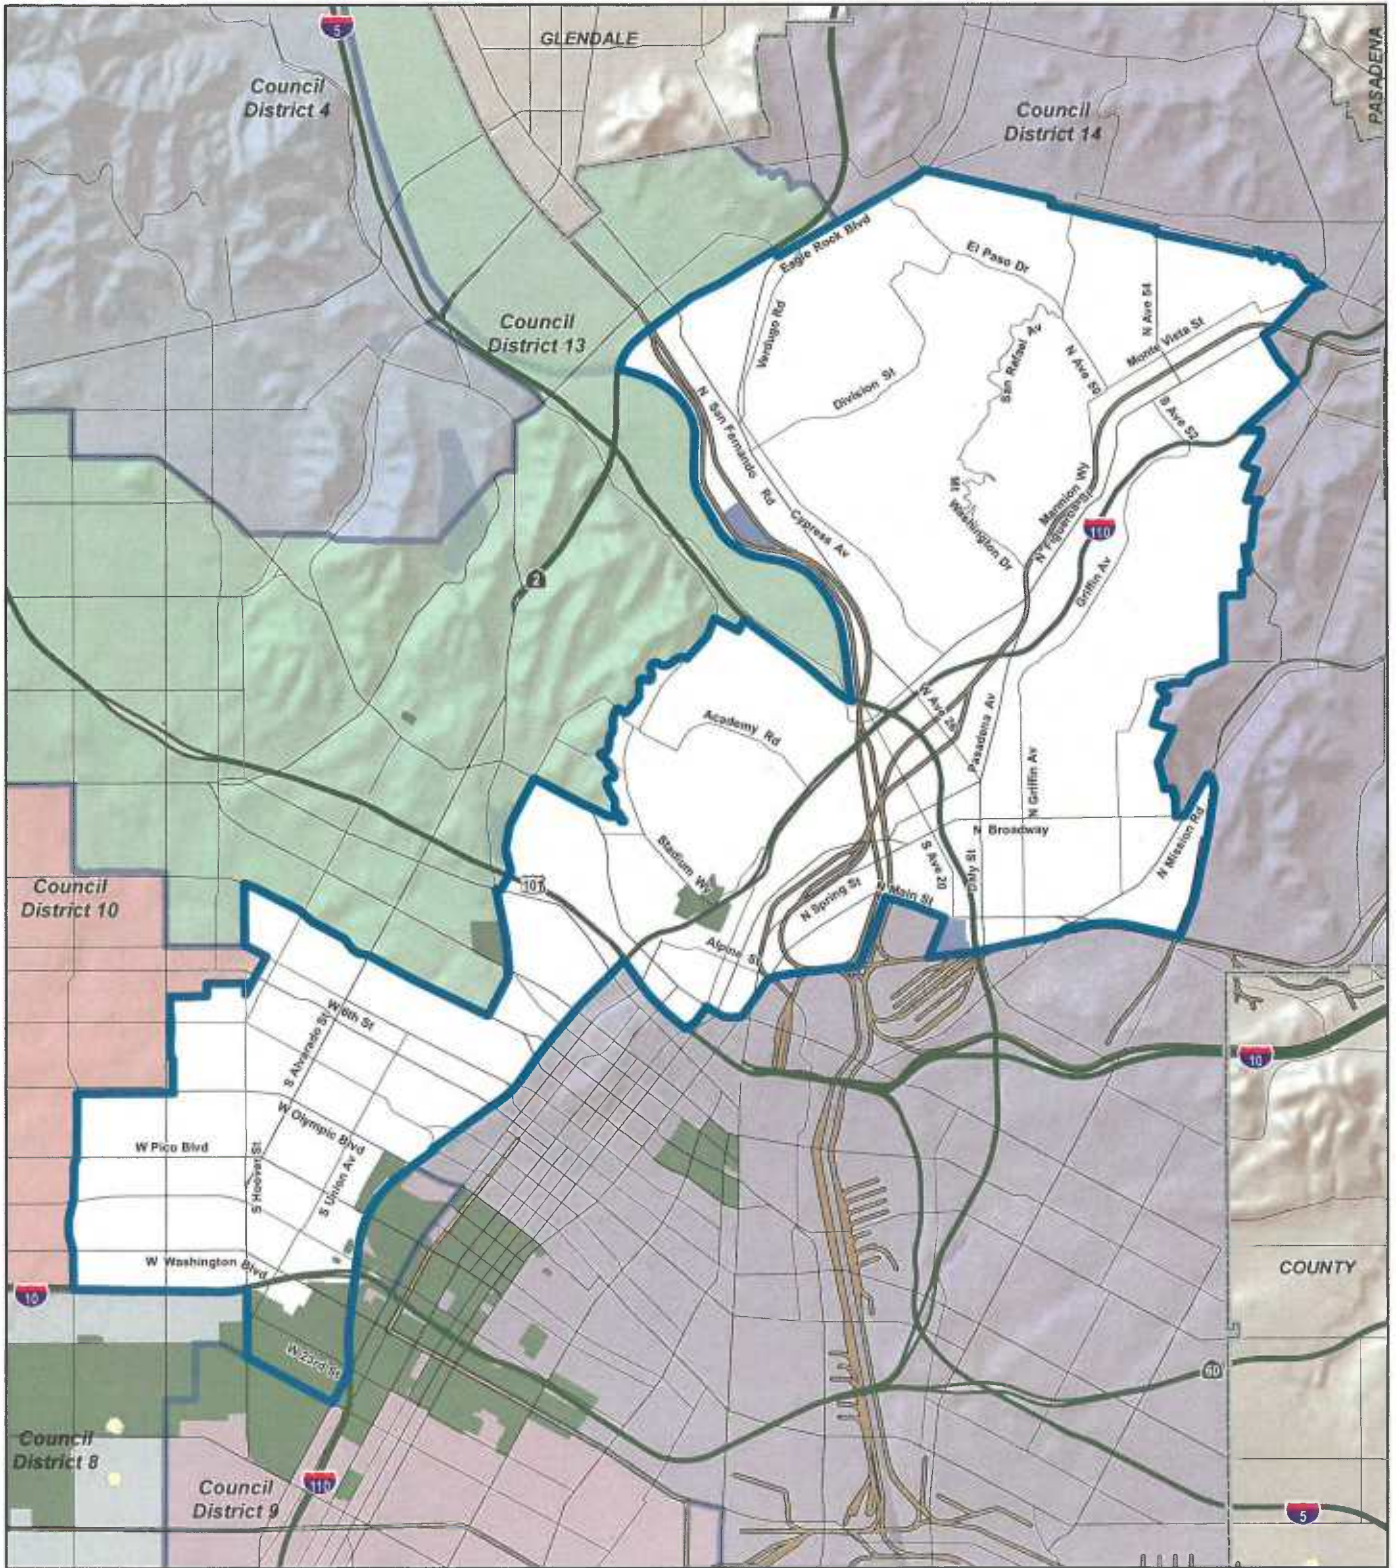 5
GLENDALE
PASADENA
Council
District 4
Council
District 14
Eagle Rock Blvd
El Paso Dr
N Ave 54
Verdugo Rd
Council
District 13
San Rafael Av
Monte Vista St
N Ave 50
Division St
S Ave 52
N San Fernando Rd
Cypress Av
Mt Washington Dr
Marmion Wy
N Figueroa
110
2
Griffin Av
W Ave 26
Academy Rd
Pasadena Av
N Griffin Av
N Broadway
N Mission Rd
Stadium Wy
S Ave 20
Daly St
101
N Spring St
Main St
Council
District 10
Alpine St
W 6th St
S Alvarado St
10
W Olympic Blvd
W Pico Blvd
S Hoover St
S Union Av
W Washington Blvd
COUNTY
10
W 23rd St
60
Council
District 8
Council
District 9
110
5